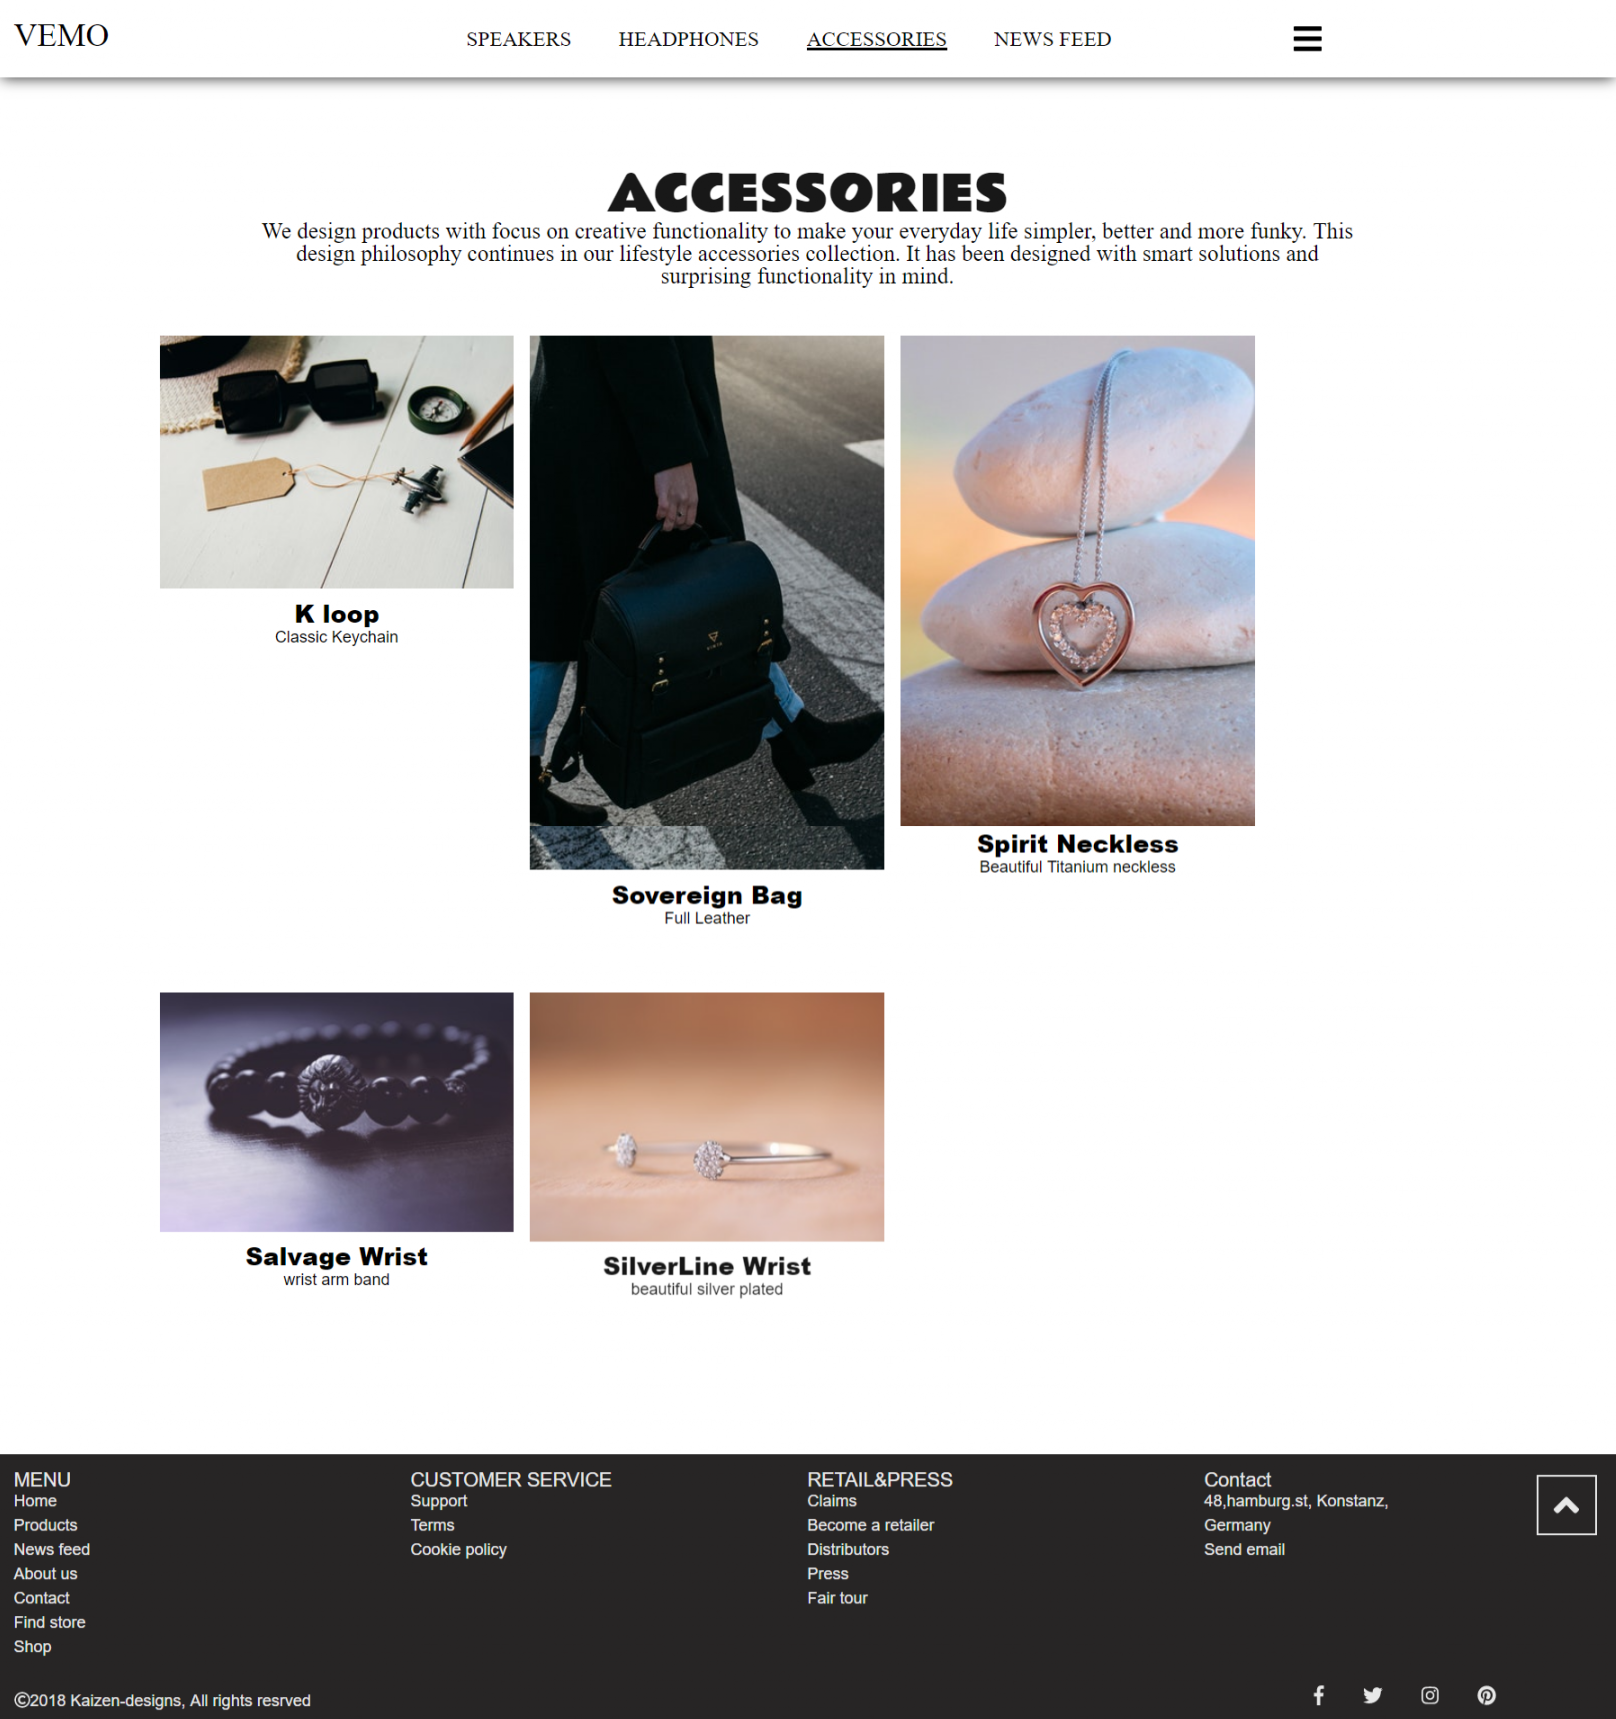 VEMO
SPEAKERS
HEADPHONES
ACCESSORIES
NEWS FEED
ACCESSORIES
We design products with focus on creative functionality to make your everyday life simpler, better and more funky. This
design philosophy continues in our lifestyle accessories collection. It has been designed with smart solutions and
surprising functionality in mind.
K loop
Classic Keychain
Sovereign Bag
Full Leather
Spirit Neckless
Beautiful Titanium neckless
Salvage Wrist
wrist arm band
SilverLine Wrist
beautiful silver plated
MENU
Home
Products
News feed
About us
Contact
Find store
Shop
CUSTOMER SERVICE
Support
Terms
Cookie policy
RETAIL&PRESS
Claims
Become a retailer
Distributors
Press
Fair tour
Contact
48,hamburg.st, Konstanz,
Germany
Send email
©2018 Kaizen-designs, All rights resrved